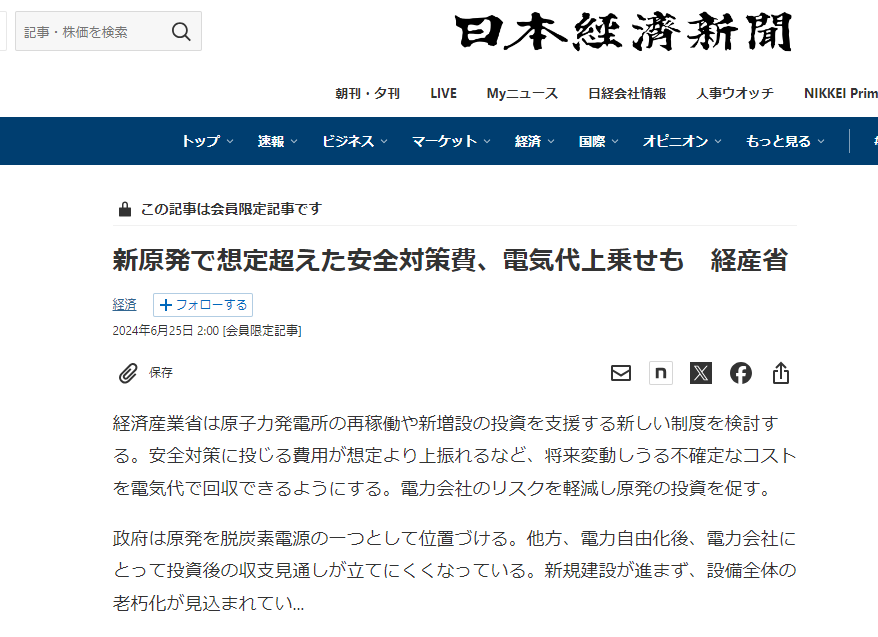 記事・株価を検索
日本経済新聞
朝刊・夕刊 LIVE Myニュース 日経会社情報 人事ウオッチ NIKKEI Prim
トップ 速報 ビジネス マーケット 経済 国際 オピニオン もっと見る
この記事は会員限定記事です
新原発で想定超えた安全対策費、電気代上乗せも 経産省
経済 + フォローする
2024年6月25日 2:00 [会員限定記事]
保存
経済産業省は原子力発電所の再稼働や新増設の投資を支援する新しい制度を検討す
る。安全対策に投じる費用が想定より上振れるなど、将来変動しうる不確定なコスト
を電気代で回収できるようにする。電力会社のリスクを軽減し原発の投資を促す。
政府は原発を脱炭素電源の一つとして位置づける。他方、電力自由化後、電力会社に
とって投資後の収支見通しが立てにくくなっている。新規建設が進まず、設備全体の
老朽化が見込まれてい...